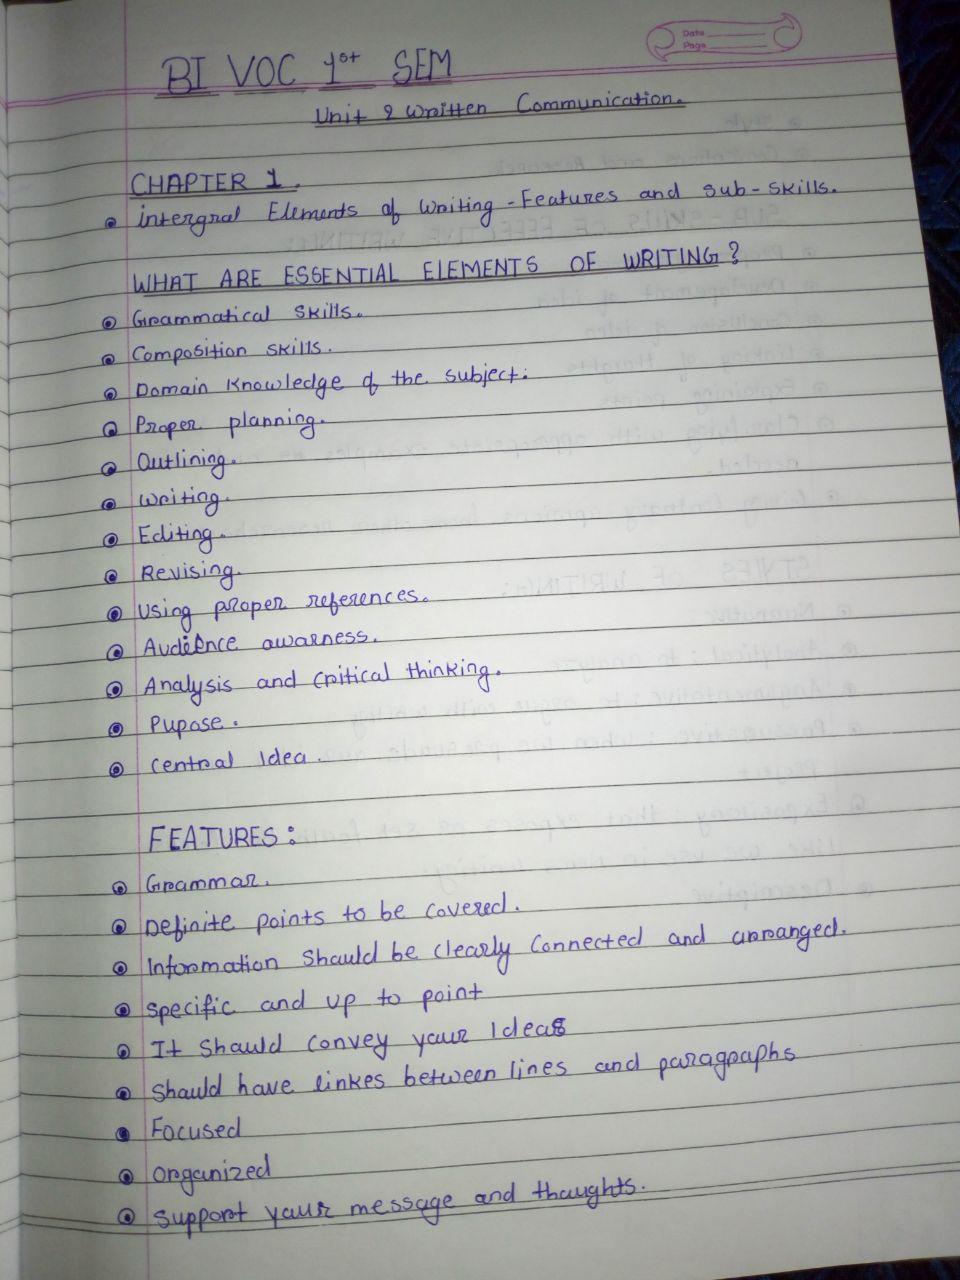 Date
Page
BI VOC 1st SEM
Unit 2 Written Communication.
CHAPTER 1.
intergral Elements of Writing - Features and sub - skills.
WHAT ARE ESSENTIAL ELEMENTS OF WRITING?
Grammatical skills.
Composition skills.
Domain Knowledge of the subject.
Proper planning.
Outlining.
Writing.
Editing.
Revising.
Using proper references.
Audience awarness.
Analysis and critical thinking.
Pupose.
Central Idea.
FEATURES:
Grammar.
Definite points to be covered.
Information should be clearly connected and arranged.
Specific and up to point
It should convey your Ideas
Should have linkes between lines and paragraphs
Focused
Organized
Support your message and thoughts.